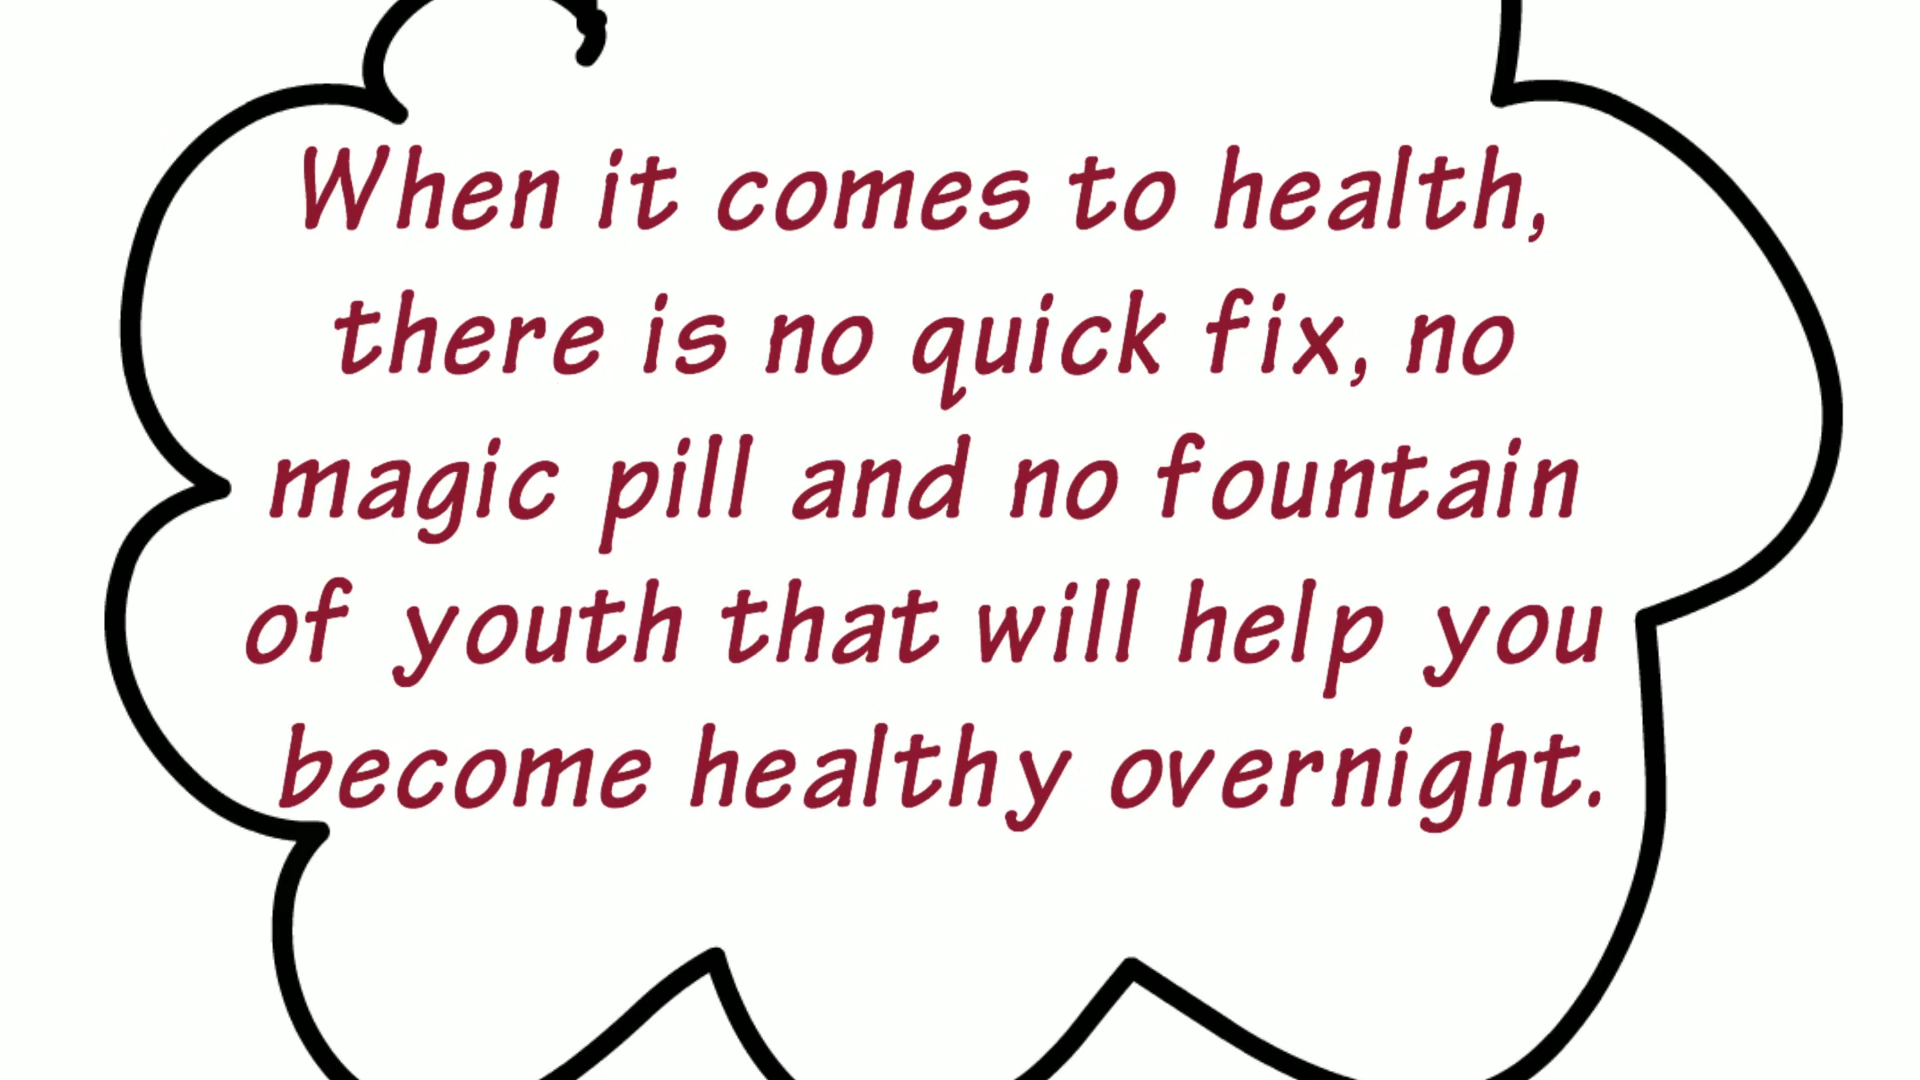 When it comes to health,
there is no quick fix, no
magic pill and no fountain
of youth that will help you
become healthy overnight.